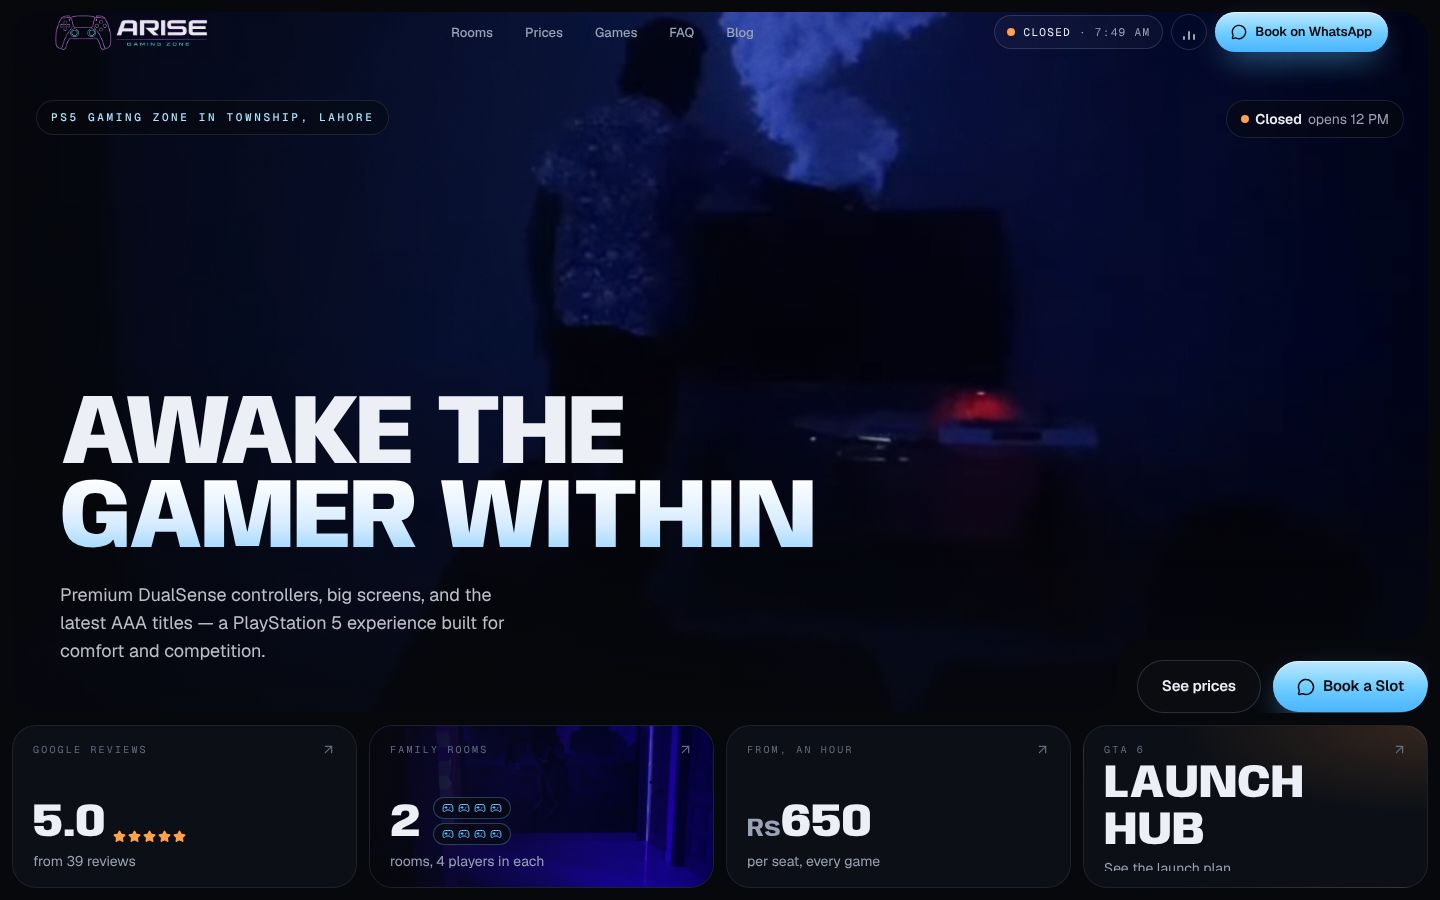 ARISE
GAMING ZONE
Rooms
Prices
Games
FAQ
Blog
CLOSED · 7:49 AM
Book on WhatsApp
PS5 GAMING ZONE IN TOWNSHIP, LAHORE
Closed opens 12 PM
AWAKE THE
GAMER WITHIN
Premium DualSense controllers, big screens, and the
latest AAA titles — a PlayStation 5 experience built for
comfort and competition.
See prices
Book a Slot
GOOGLE REVIEWS
5.0
from 39 reviews
FAMILY ROOMS
2
rooms, 4 players in each
FROM, AN HOUR
Rs650
per seat, every game
GTA 6
LAUNCH
HUB
See the launch plan